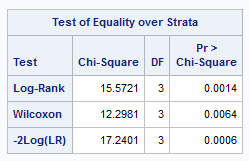 Test of Equality over Strata
Test Chi-Square DF Pr > Chi-Square
Log-Rank 15.5721 3 0.0014
Wilcoxon 12.2981 3 0.0064
-2Log(LR) 17.2401 3 0.0006